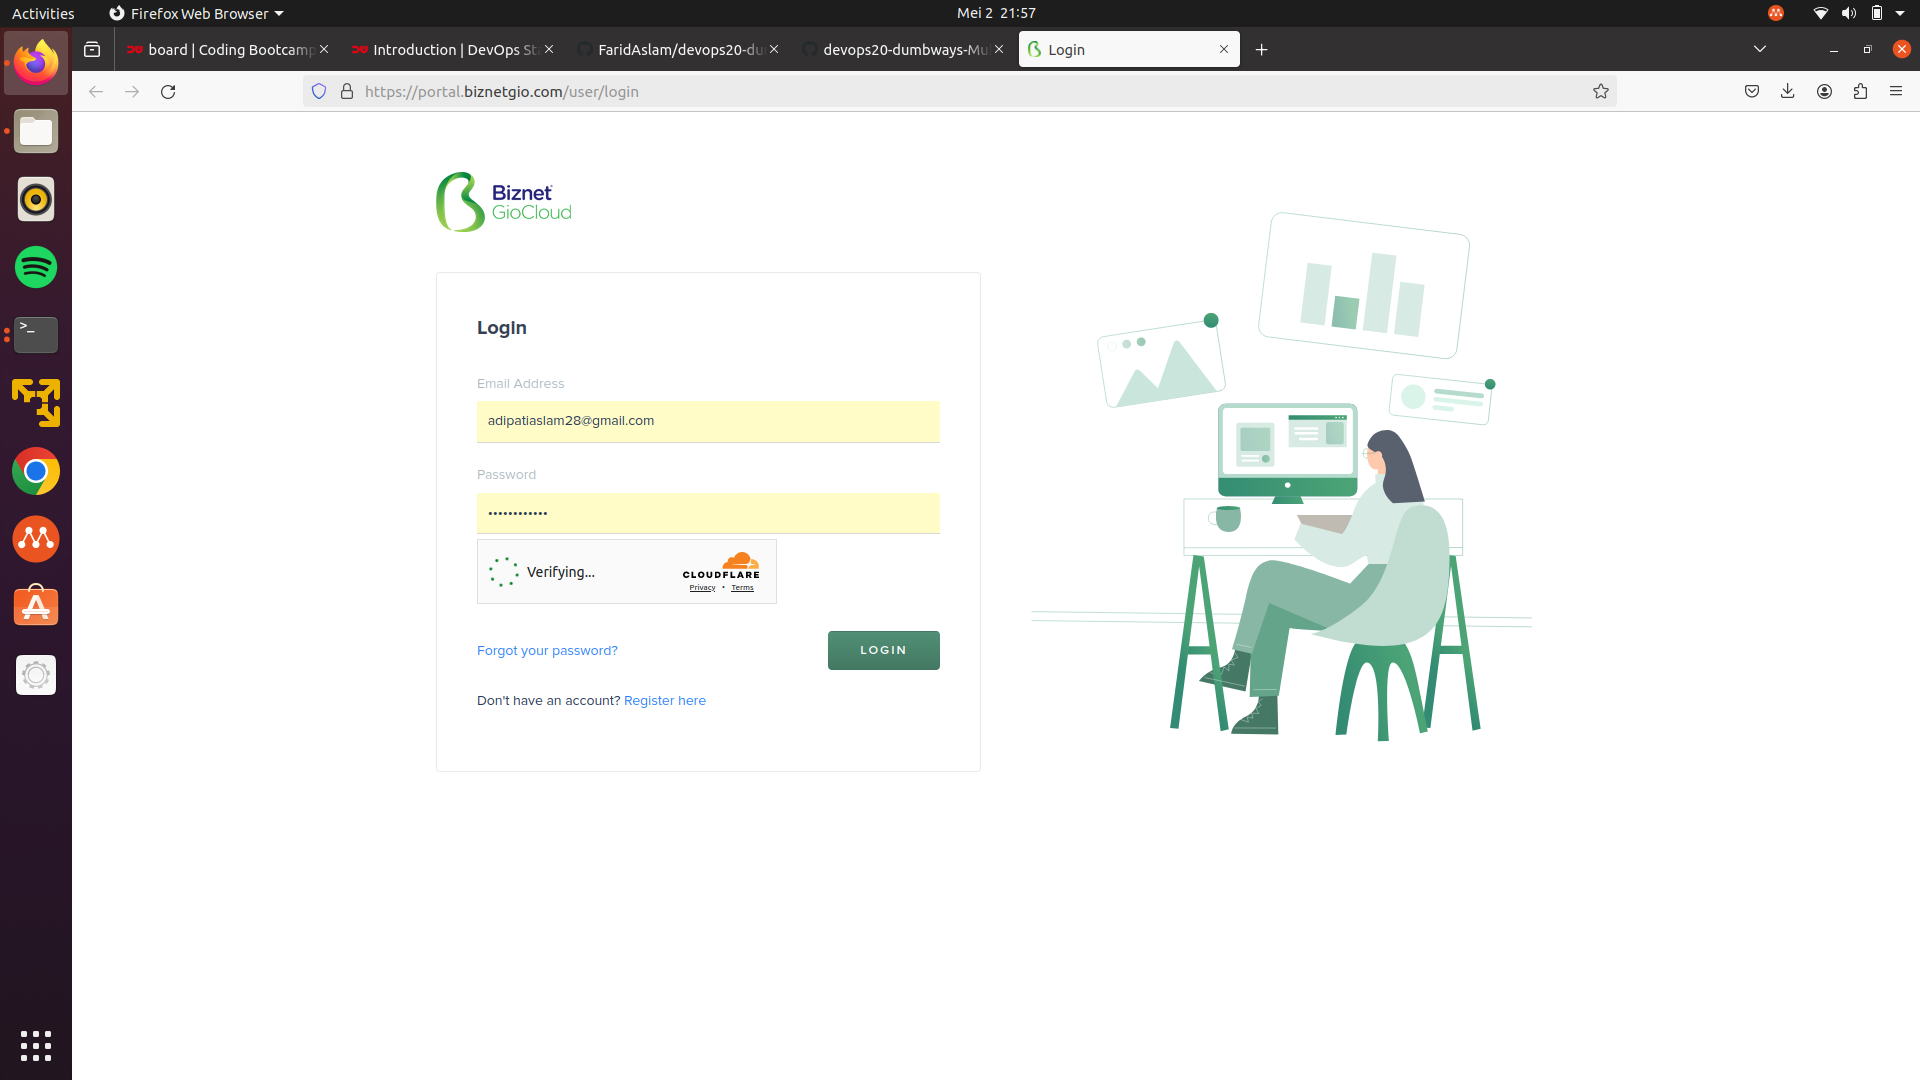 Activities
Firefox Web Browser
Mei 2 21:57
board | Coding Bootcamp
Introduction | DevOps Sta
FaridAslam/devops20-du
devops20-dumbways-Mu
Login
https://portal.biznetgio.com/user/login
Biznet
GioCloud
Login
Email Address
adipatiaslam28@gmail.com
Password
••••••••••••
Verifying...
CLOUDFLARE
Privacy • Terms
Forgot your password?
LOGIN
Don't have an account? Register here